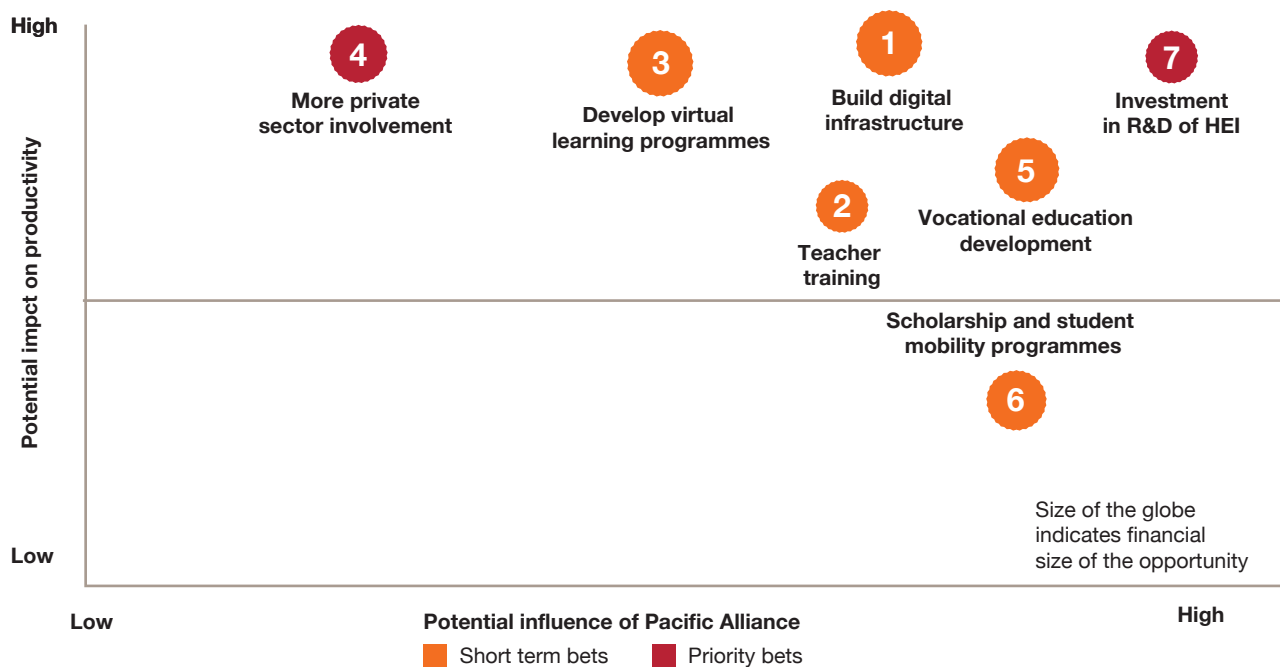 High
Potential impct on productivity
Low
4
More private
sector involvement
3
Develop virtual
learning programmes
1
Build digital
infrastructure
7
Investment
in R&D of HEI
2
Teacher
training
5
Vocational education
development
Scholarship and student
mobility programmes
6
Size of the globe
indicates financial
size of the opportunity
Low
Potential influence of Pacific Alliance
High
Short term bets
Priority bets